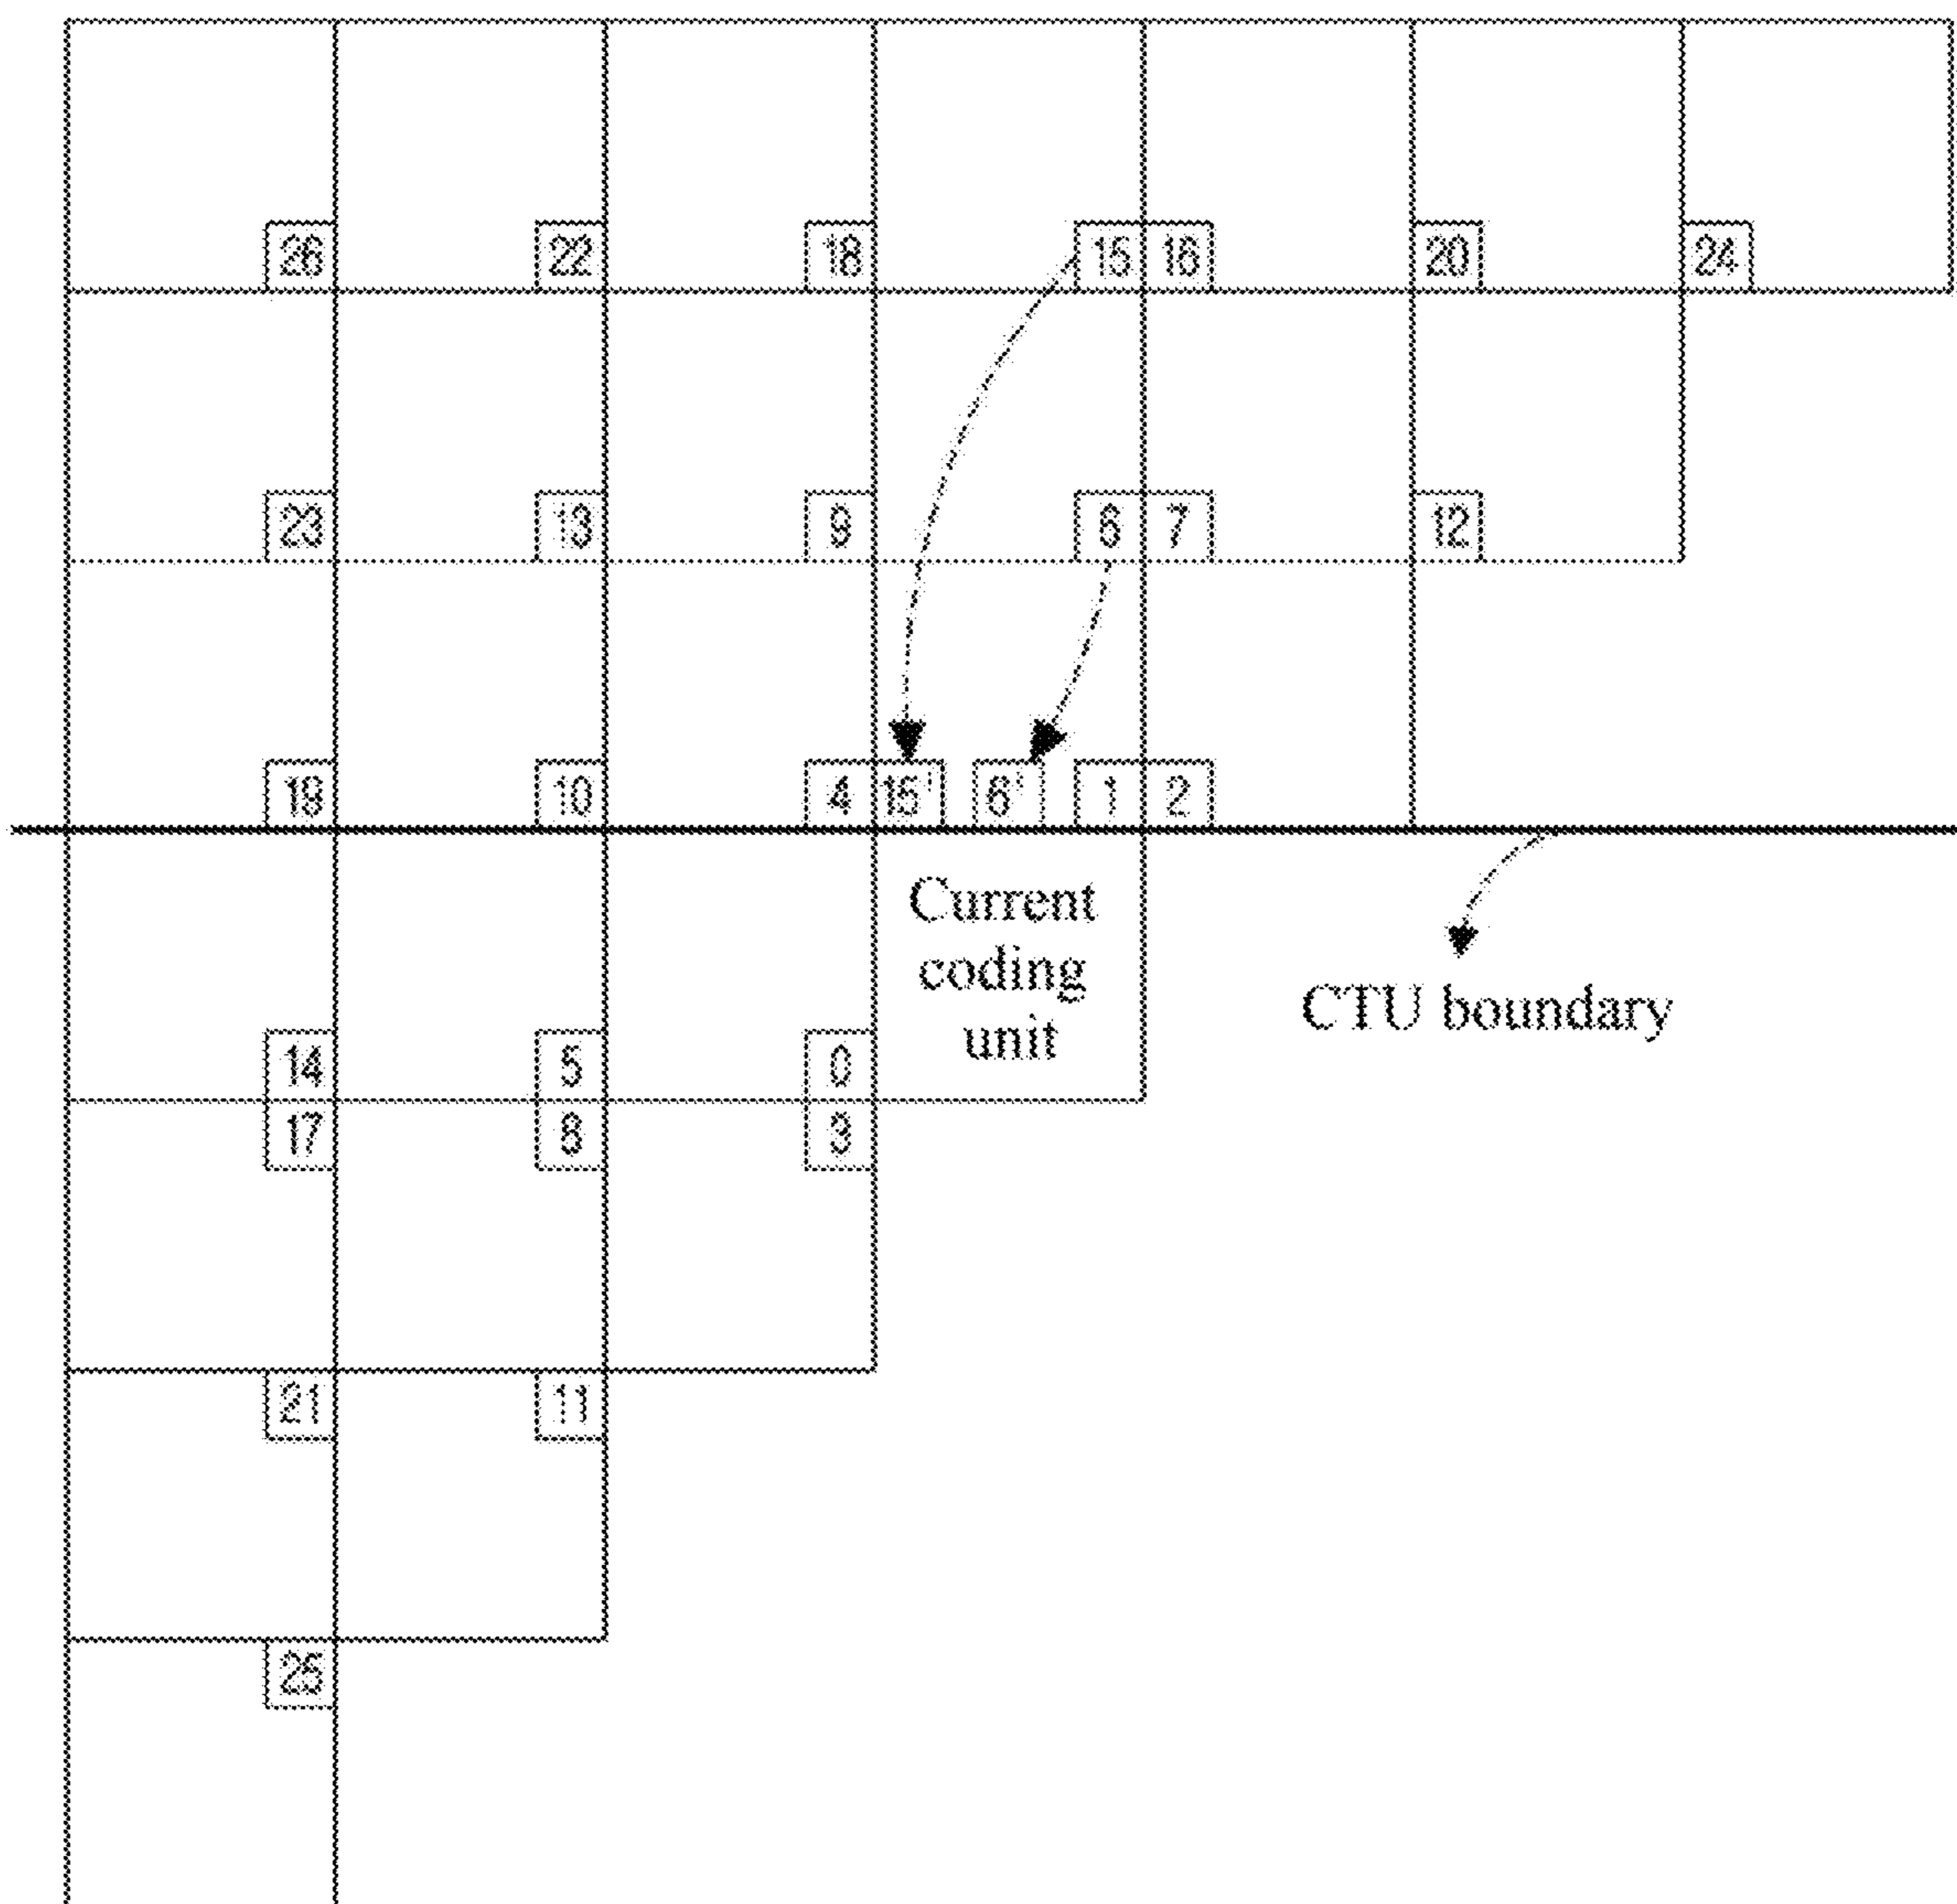 26 22 18 15 16 20 24
23 13 9 6 7 12
19 10 4 15' 6' 1 2
Current
coding
unit
CTU boundary
14 5 0
17 8 3
21 11
25